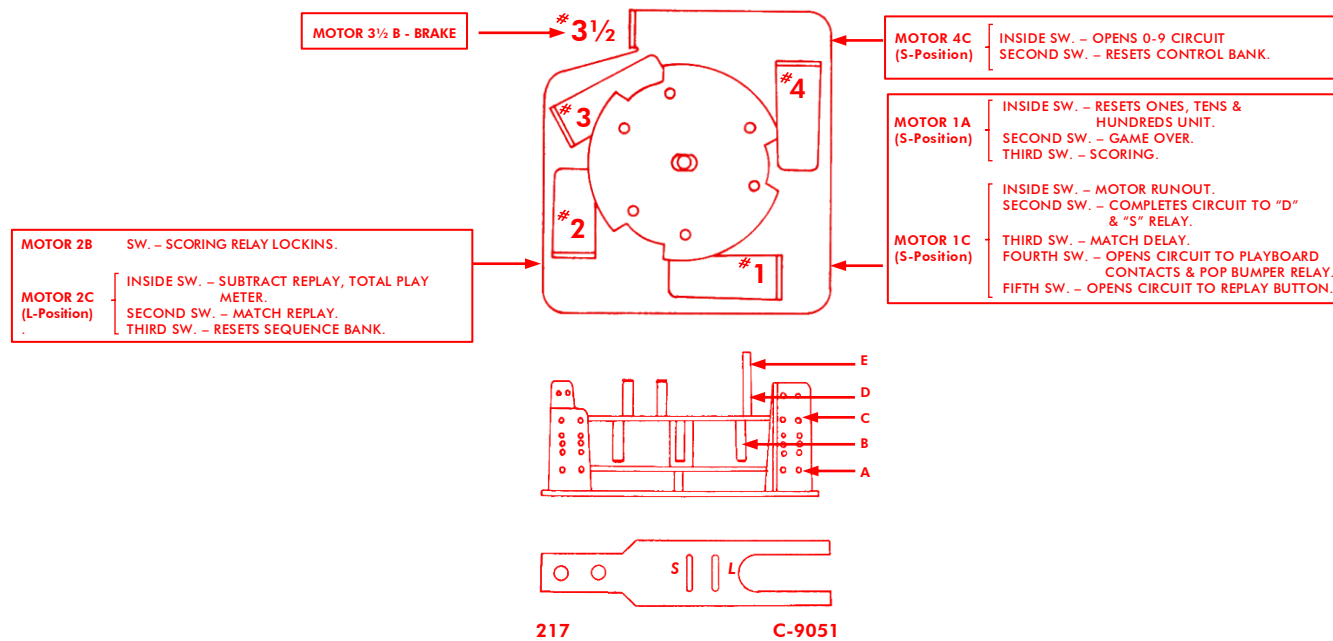 MOTOR 3½ B - BRAKE
#3½
MOTOR 4C
(S-Position)
INSIDE SW. – OPENS 0-9 CIRCUIT
SECOND SW. – RESETS CONTROL BANK.
#4
#3
MOTOR 1A
(S-Position)
INSIDE SW. – RESETS ONES, TENS &
HUNDREDS UNIT.
SECOND SW. – GAME OVER.
THIRD SW. – SCORING.
MOTOR 1C
(S-Position)
INSIDE SW. – MOTOR RUNOUT.
SECOND SW. – COMPLETES CIRCUIT TO “D”
& “S” RELAY.
THIRD SW. – MATCH DELAY.
FOURTH SW. – OPENS CIRCUIT TO PLAYBOARD
CONTACTS & POP BUMPER RELAY.
FIFTH SW. – OPENS CIRCUIT TO REPLAY BUTTON.
#2
#1
MOTOR 2B SW. – SCORING RELAY LOCKINS.
MOTOR 2C
(L-Position)
.
INSIDE SW. – SUBTRACT REPLAY, TOTAL PLAY
METER.
SECOND SW. – MATCH REPLAY.
THIRD SW. – RESETS SEQUENCE BANK.
E
D
C
B
A
S L
217 C-9051